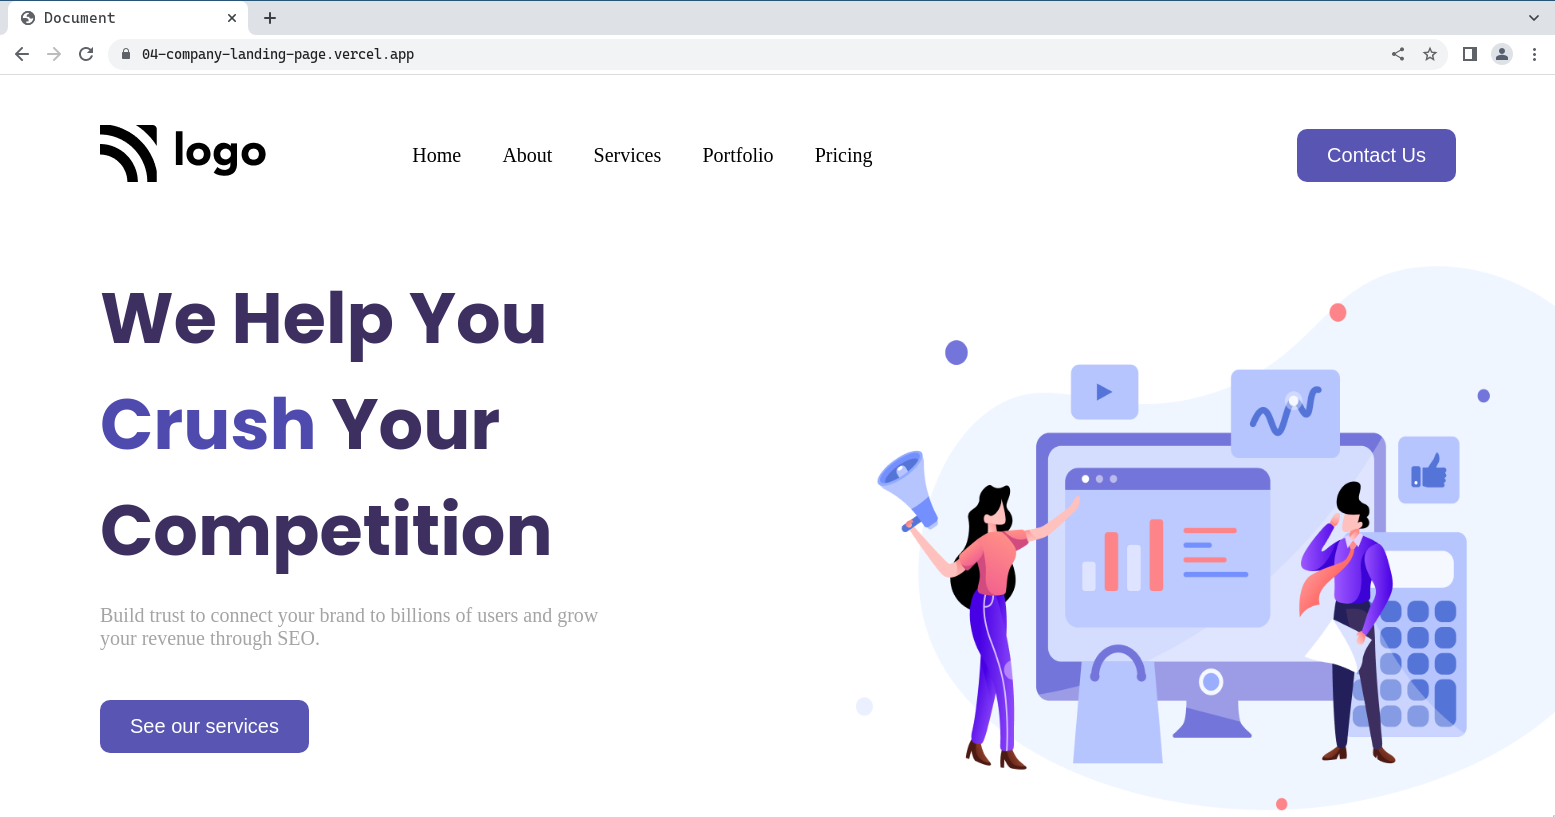 Document
04-company-landing-page.vercel.app
logo
Home About Services Portfolio Pricing
Contact Us
We Help You
Crush Your
Competition
Build trust to connect your brand to billions of users and grow
your revenue through SEO.
See our services